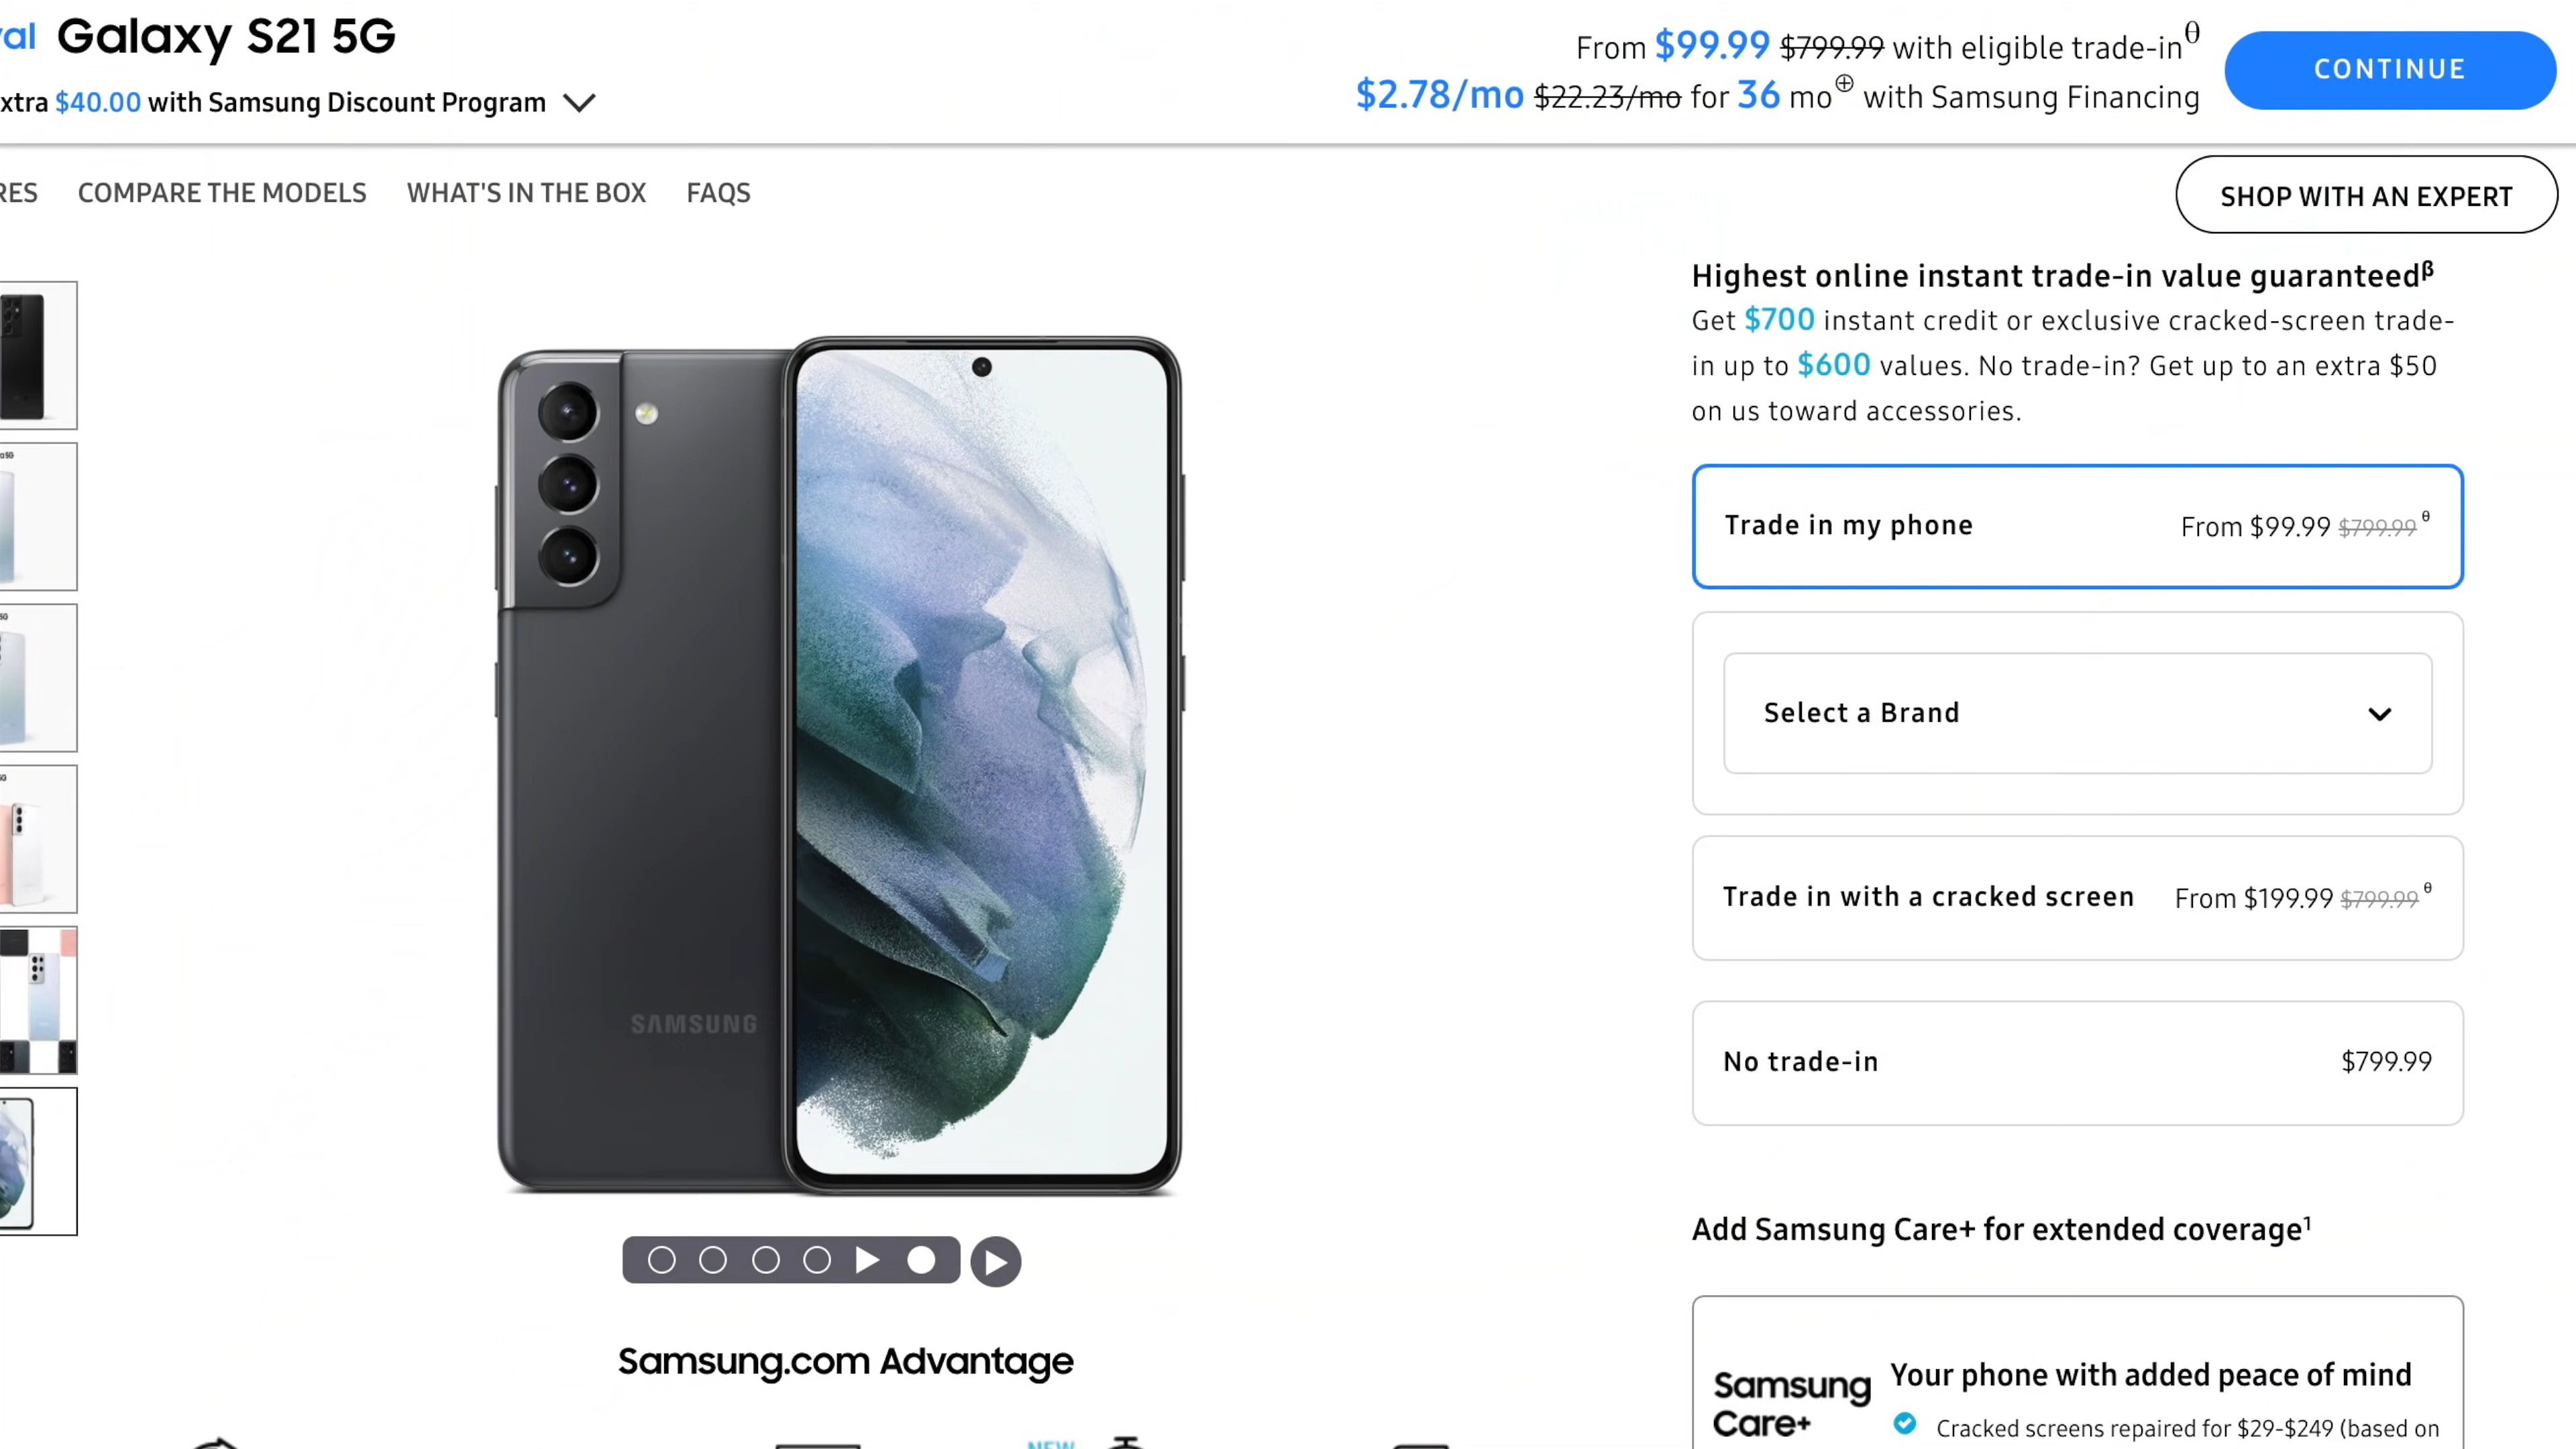 Galaxy S21 5G
From $99.99 $799.99 with eligible trade-inθ
CONTINUE
$40.00 with Samsung Discount Program
$2.78/mo $22.23/mo for 36 mo⊕ with Samsung Financing
COMPARE THE MODELS
WHAT'S IN THE BOX
FAQS
SHOP WITH AN EXPERT
Highest online instant trade-in value guaranteedβ
Get $700 instant credit or exclusive cracked-screen trade-
in up to $600 values. No trade-in? Get up to an extra $50
on us toward accessories.
Trade in my phone From $99.99 $799.99 θ
Select a Brand
Trade in with a cracked screen From $199.99 $799.99 θ
No trade-in $799.99
SAMSUNG
Add Samsung Care+ for extended coverage¹
Samsung.com Advantage
Samsung
Care+
Your phone with added peace of mind
Cracked screens repaired for $29-$249 (based on
NEW